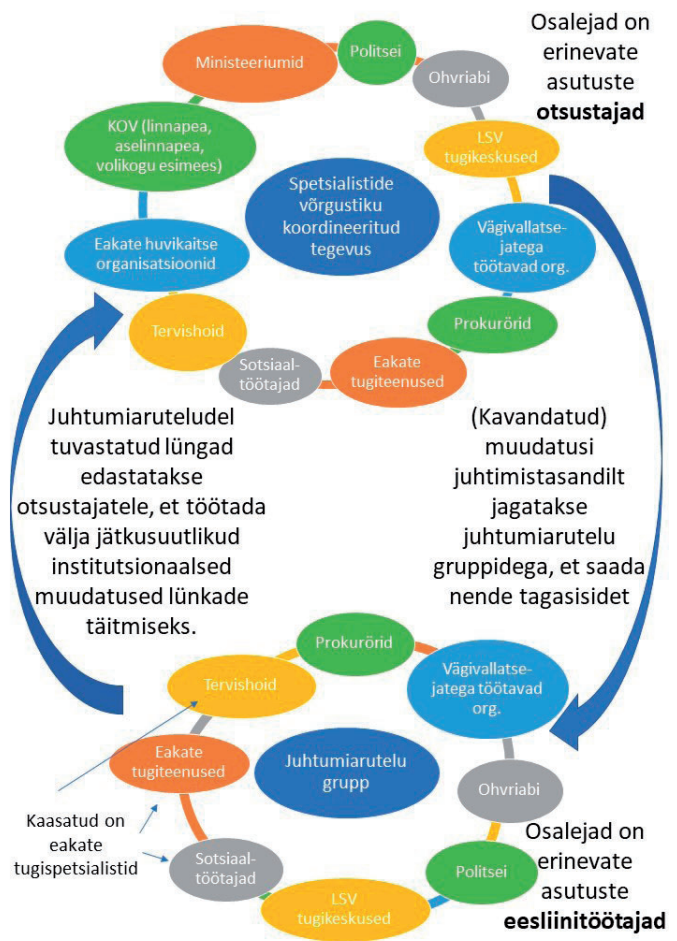 Osalejad on
erinevate
asutuste
otsustajad
Ministeeriumid
Politsei
Ohvriabi
KOV (linnapea,
aselinnapea,
volikogu esimees)
LSV
tugikeskused
Spetsialistide
võrgustiku
koordineeritud
tegevus
Eakate huvikaitse
organisatsioonid
Vägivallatse-
jatega
töötavad org.
Tervishoid
Prokurörid
Sotsiaal-
töötajad
Eakate
tugiteenused
Juhtumiaruteludel
tuvastatud lüngad
edastatakse
otsustajatele, et töötada
välja jätkusuutlikud
institutsionaalsed
muudatused lünkade
täitmiseks.
(Kavandatud)
muudatusi
juhtimistasandilt
jagatakse
juhtumiarutelu
gruppidega, et saada
nende tagasisidet
Prokurörid
Tervishoid
Vägivallatse-
jatega töötavad
org.
Eakate
tugiteenused
Juhtumiarutelu
grupp
Ohvriabi
Kaasatud on
eakate
tugispetsialistid
Sotsiaal-
töötajad
LSV
tugikeskused
Politsei
Osalejad on
erinevate
asutuste
eesliinitöötajad